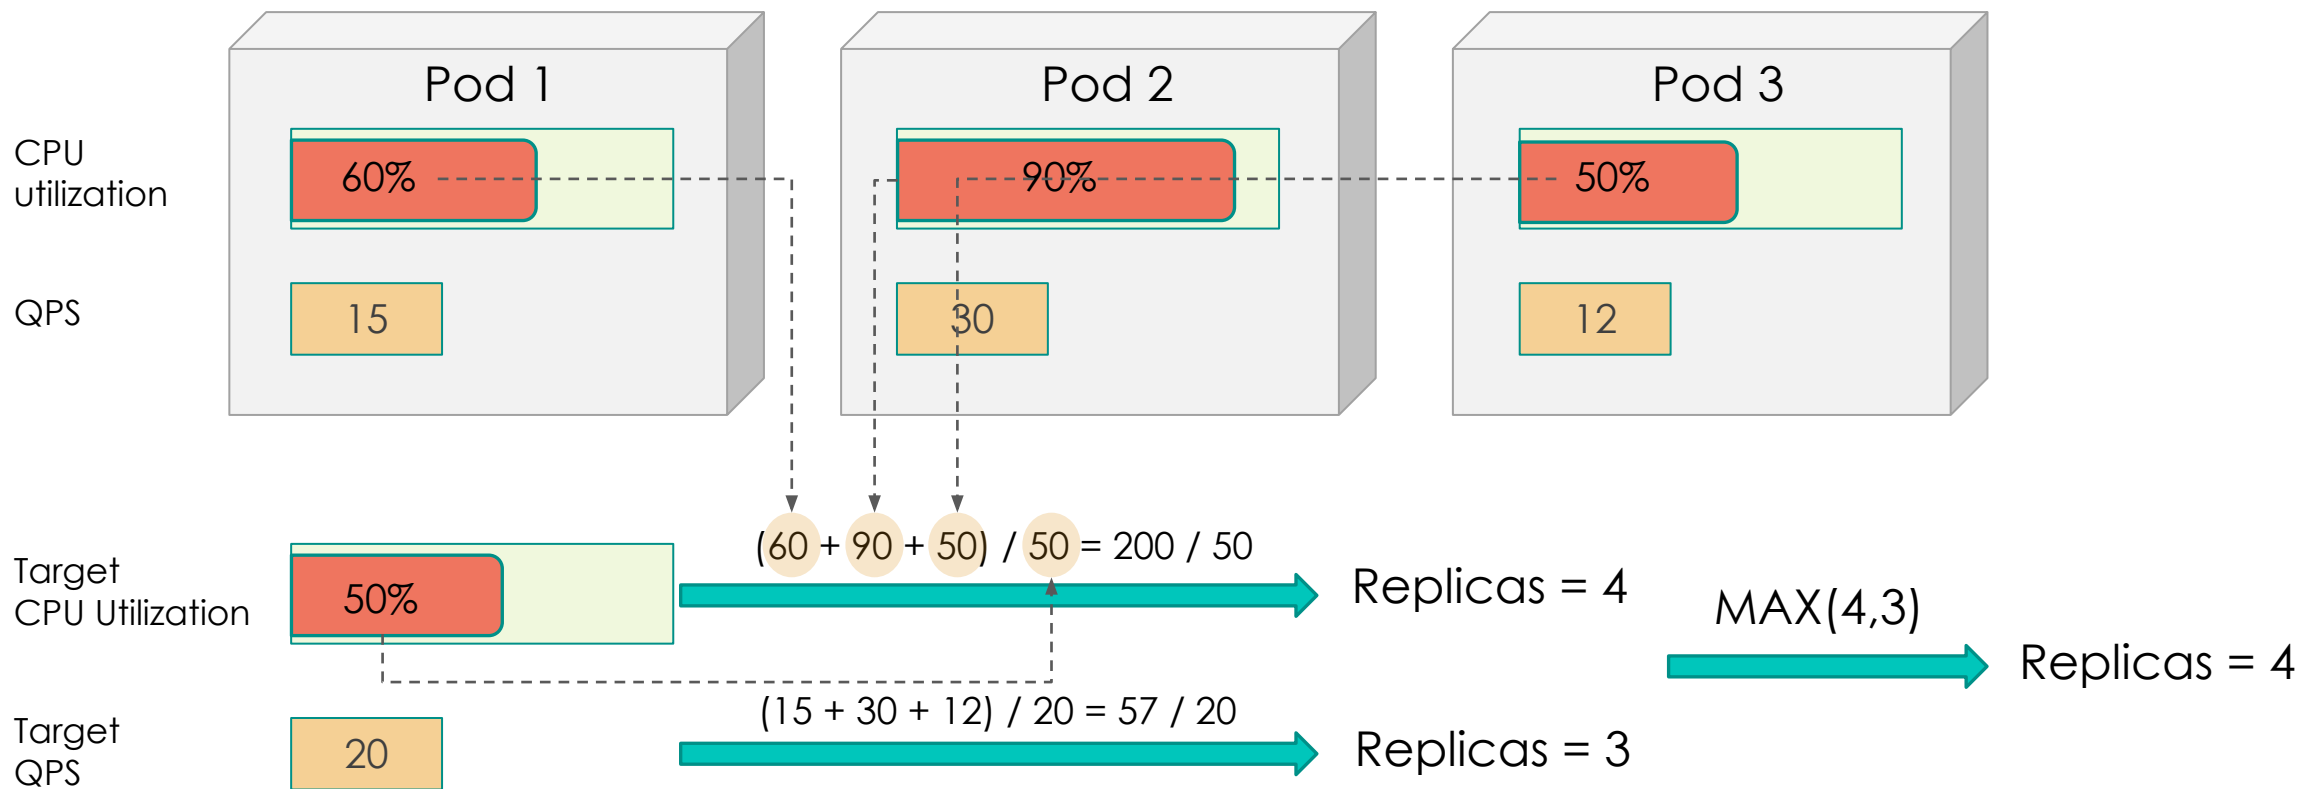 Pod 1
Pod 2
Pod 3
CPU
utilization
60%
90%
50%
QPS
15
30
12
Target
CPU Utilization
50%
(60 + 90 + 50) / 50 = 200 / 50
Replicas = 4
MAX(4,3)
Replicas = 4
Target
QPS
20
(15 + 30 + 12) / 20 = 57 / 20
Replicas = 3